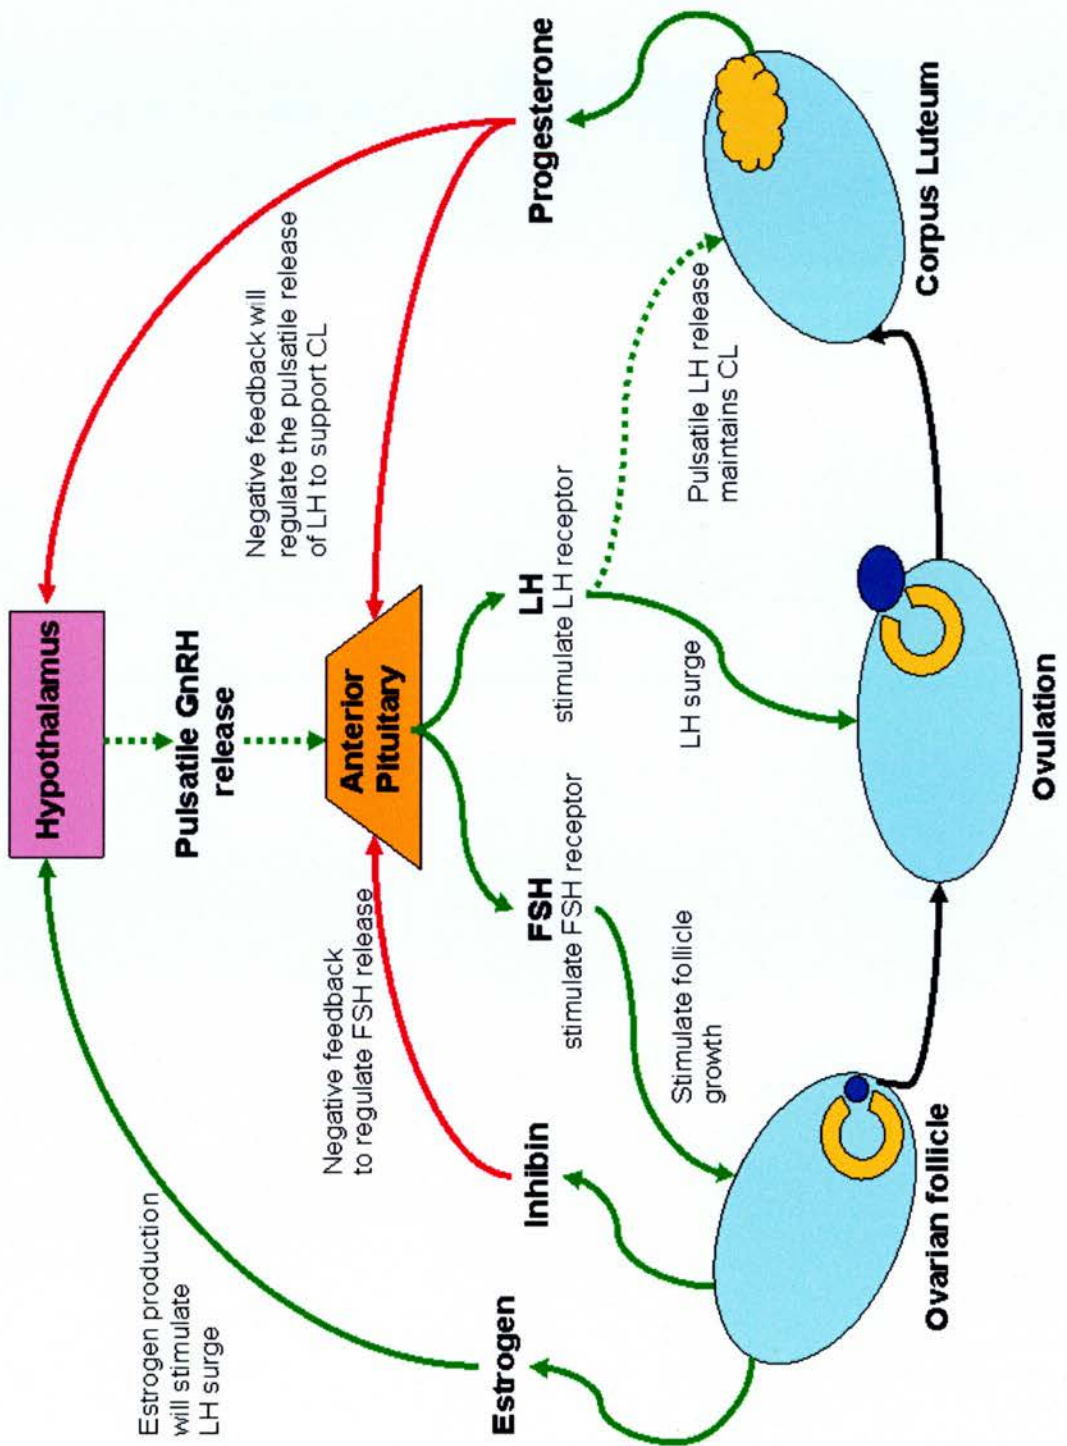 Hypothalamus
Pulsatile GnRH
release
Estrogen production
will stimulate
LH surge
Negative feedback
to regulate FSH release
Anterior
Pituitary
Negative feedback will
regulate the pulsatile release
of LH to support CL
Estrogen
Inhibin
FSH
stimulate FSH receptor
LH
stimulate LH receptor
Progesterone
Stimulate follicle
growth
LH surge
Pulsatile LH release
maintains CL
Ovarian follicle
Ovulation
Corpus Luteum